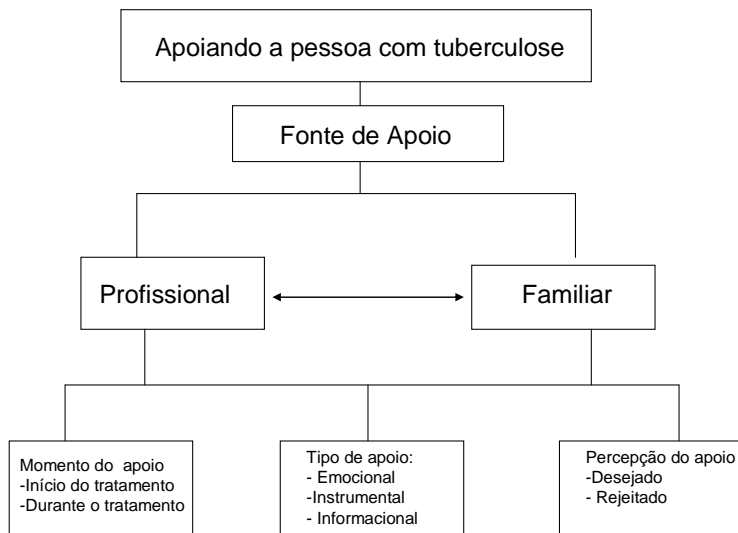 Apoiando a pessoa com tuberculose
Fonte de Apoio
Profissional
Familiar
Momento do apoio
-Início do tratamento
-Durante o tratamento
Tipo de apoio:
- Emocional
-Instrumental
- Informacional
Percepção do apoio
-Desejado
- Rejeitado